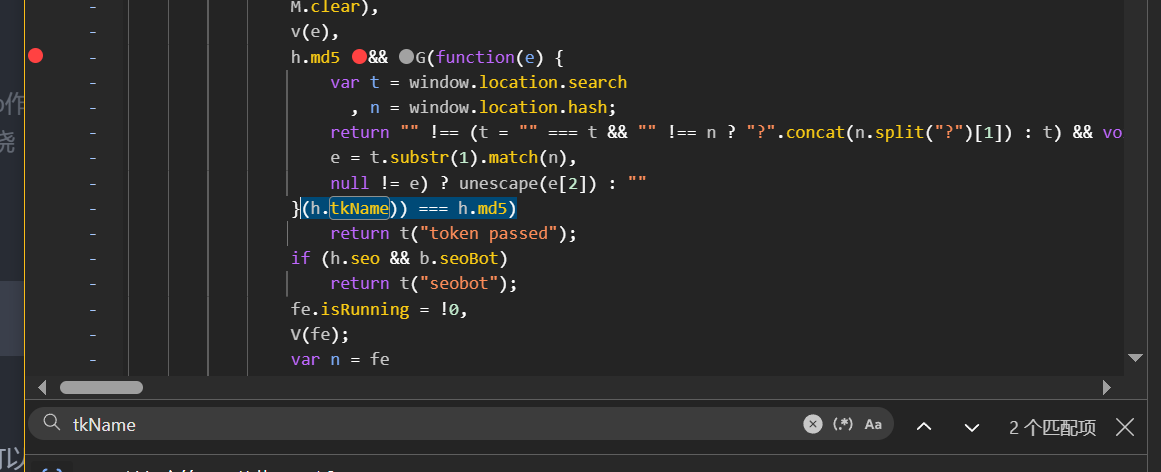 M.clear),
v(e),
h.md5 && G(function(e) {
var t = window.location.search
, n = window.location.hash;
return "" !== (t = "" === t && "" !== n ? "?".concat(n.split("?")[1]) : t) && vo
e = t.substr(1).match(n),
null != e) ? unescape(e[2]) : ""
}(h.tkName)) === h.md5)
return t("token passed");
if (h.seo && b.seoBot)
return t("seobot");
fe.isRunning = !0,
V(fe);
var n = fe
tkName
(.*) Aa
2 个匹配项